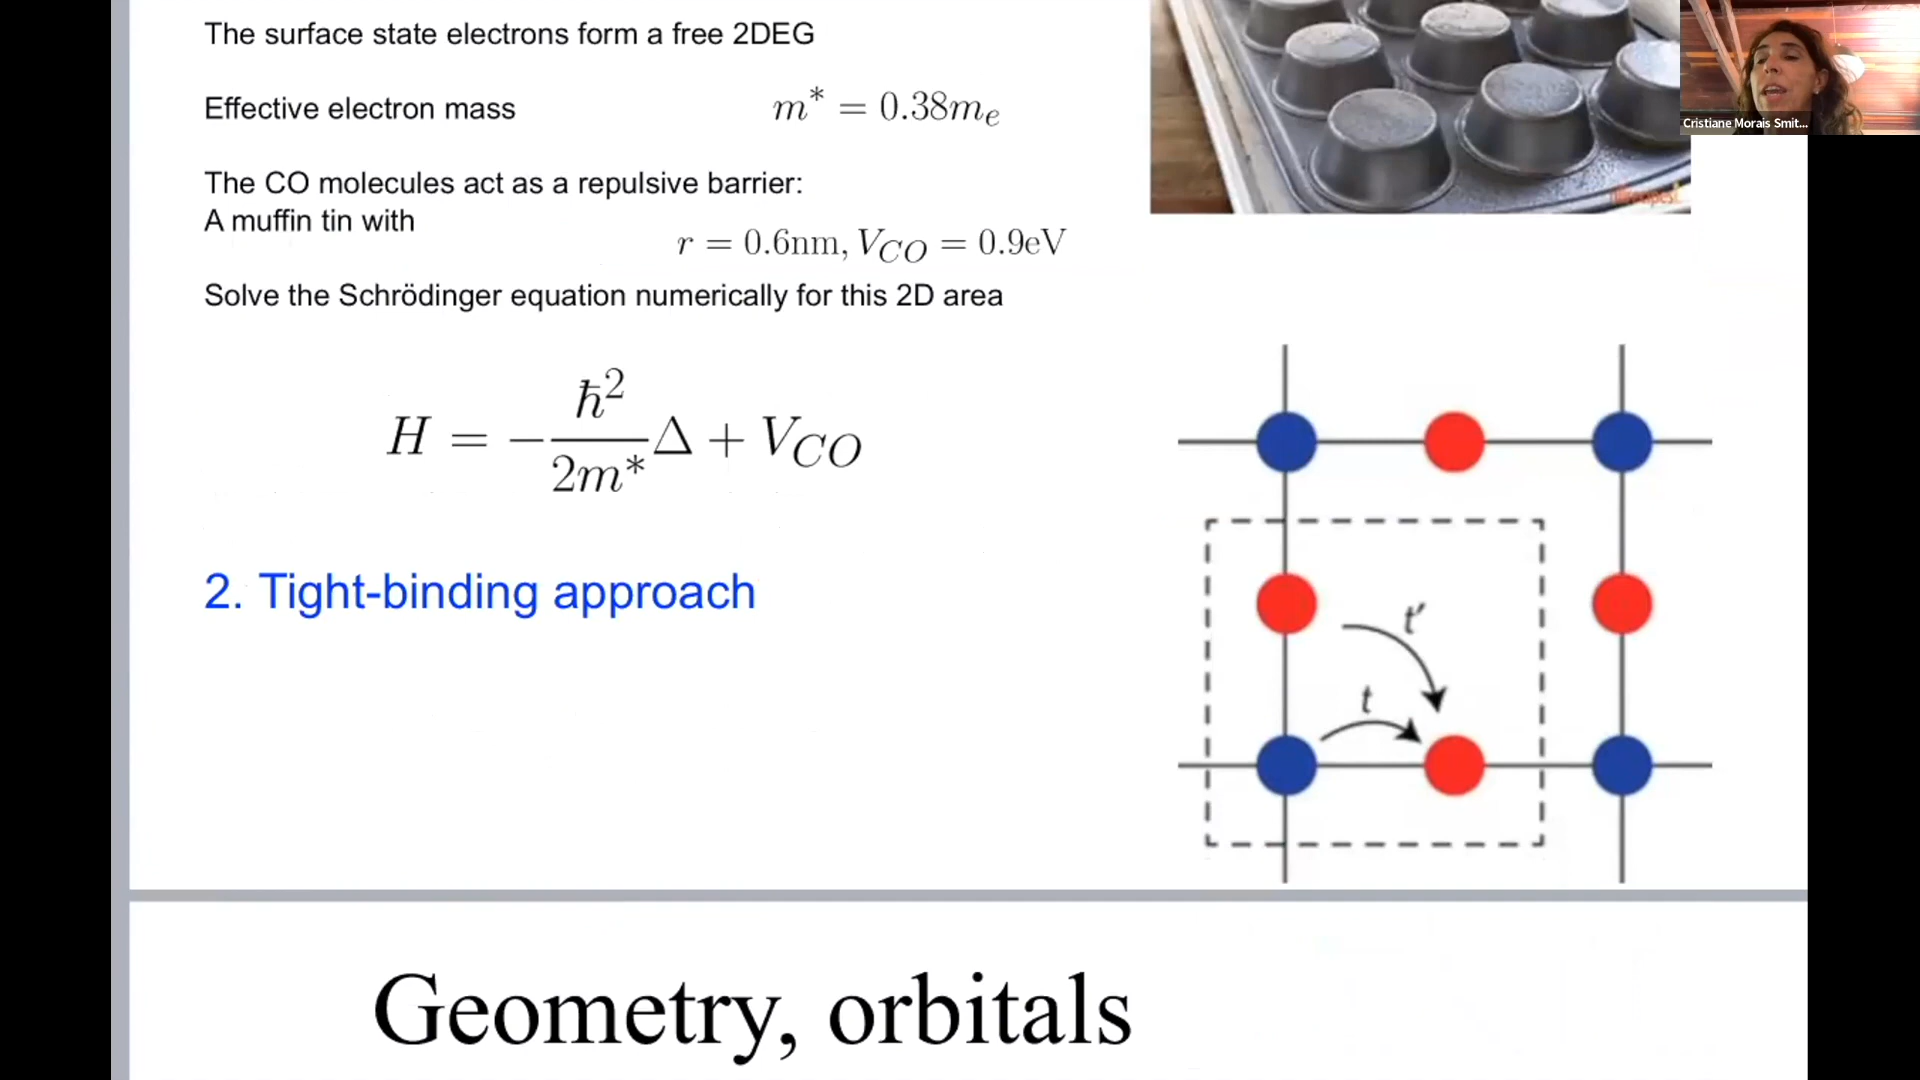 The surface state electrons form a free 2DEG
Effective electron mass m* = 0.38mₑ
Cristiane Morais Smit...
The CO molecules act as a repulsive barrier:
A muffin tin with
r = 0.6nm, V_CO = 0.9eV
Solve the Schrödinger equation numerically for this 2D area
H = −ħ²/2m* Δ + V_CO
2. Tight-binding approach
t'
t
Geometry, orbitals